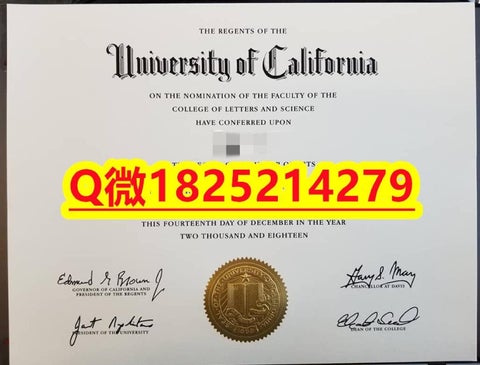 THE REGENTS OF THE
University of California
ON THE NOMINATION OF THE FACULTY OF THE
COLLEGE OF LETTERS AND SCIENCE
HAVE CONFERRED UPON
Q微1825214279
THIS FOURTEENTH DAY OF DECEMBER IN THE YEAR
TWO THOUSAND AND EIGHTEEN
GOVERNOR OF CALIFORNIA AND
PRESIDENT OF THE REGENTS
CHANCELLOR AT DAVIS
PRESIDENT OF THE UNIVERSITY
DEAN OF THE COLLEGE